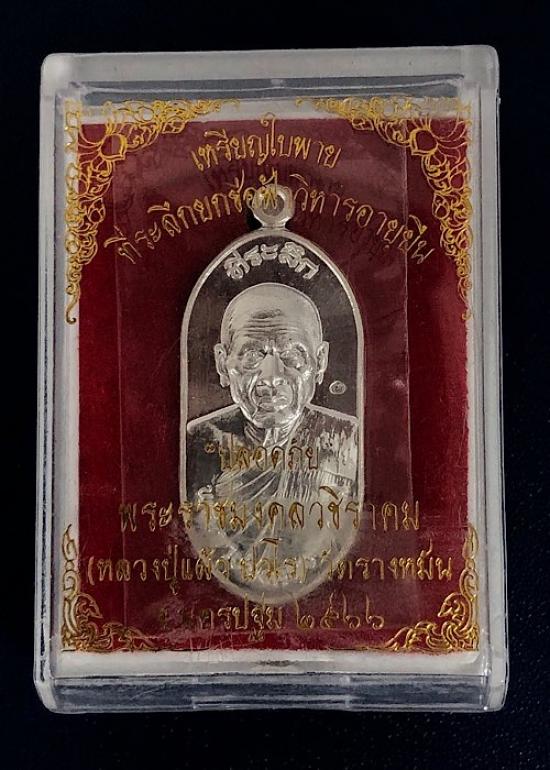 เหรียญใบพาย
ที่ระลึกยกช่อฟ้า วิหารอายุยืน
ที่ระลึก
"ปลอดภัย"
พระราชมงคลวชิราคม
(หลวงปู่แผ้ว ปวโร) วัดรางหมัน
จ.นครปฐม ๒๕๖๖